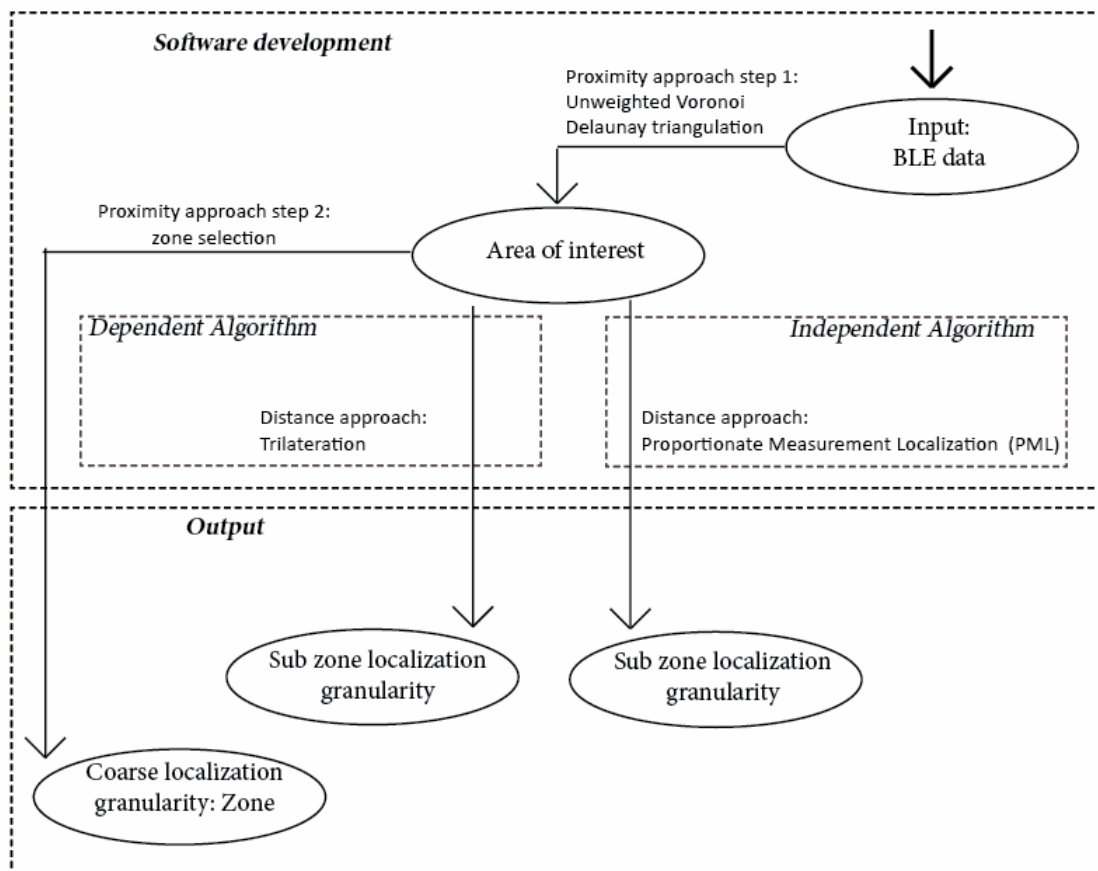 Software development
Proximity approach step 1:
Unweighted Voronoi
Delaunay triangulation
Input:
BLE data
Proximity approach step 2:
zone selection
Area of interest
Dependent Algorithm
Independent Algorithm
Distance approach:
Trilateration
Distance approach:
Proportionate Measurement Localization (PML)
Output
Sub zone localization
granularity
Sub zone localization
granularity
Coarse localization
granularity: Zone